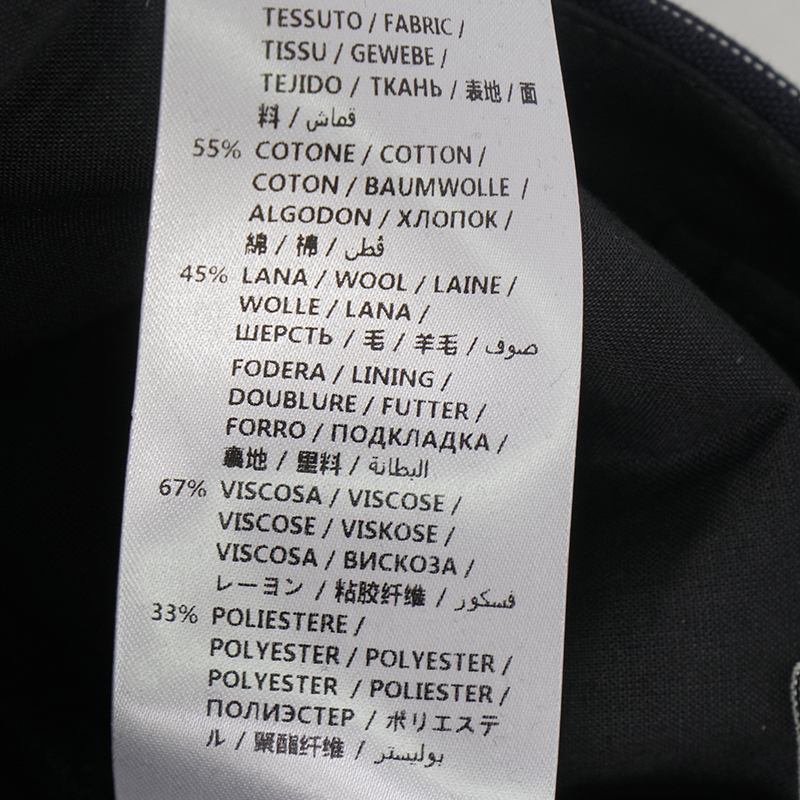 TESSUTO / FABRIC /
TISSU / GEWEBE /
TEJIDO / ТКАНЬ / 表地 / 面
料 / قماش
55% COTONE / COTTON /
COTON / BAUMWOLLE /
ALGODON / ХЛОПОК /
綿 / 棉 / قطن
45% LANA / WOOL / LAINE /
WOLLE / LANA /
ШЕРСТЬ / 毛 / 羊毛 / صوف
FODERA / LINING /
DOUBLURE / FUTTER /
FORRO / ПОДКЛАДКА /
裏地 / 里料 / البطانة
67% VISCOSA / VISCOSE /
VISCOSE / VISKOSE /
VISCOSA / ВИСКОЗА /
レーヨン / 粘胶纤维 / فسكور
33% POLIESTERE /
POLYESTER / POLYESTER /
POLYESTER / POLIESTER /
ПОЛИЭСТЕР / ポリエステ
ル / 聚酯纤维 / بوليستر